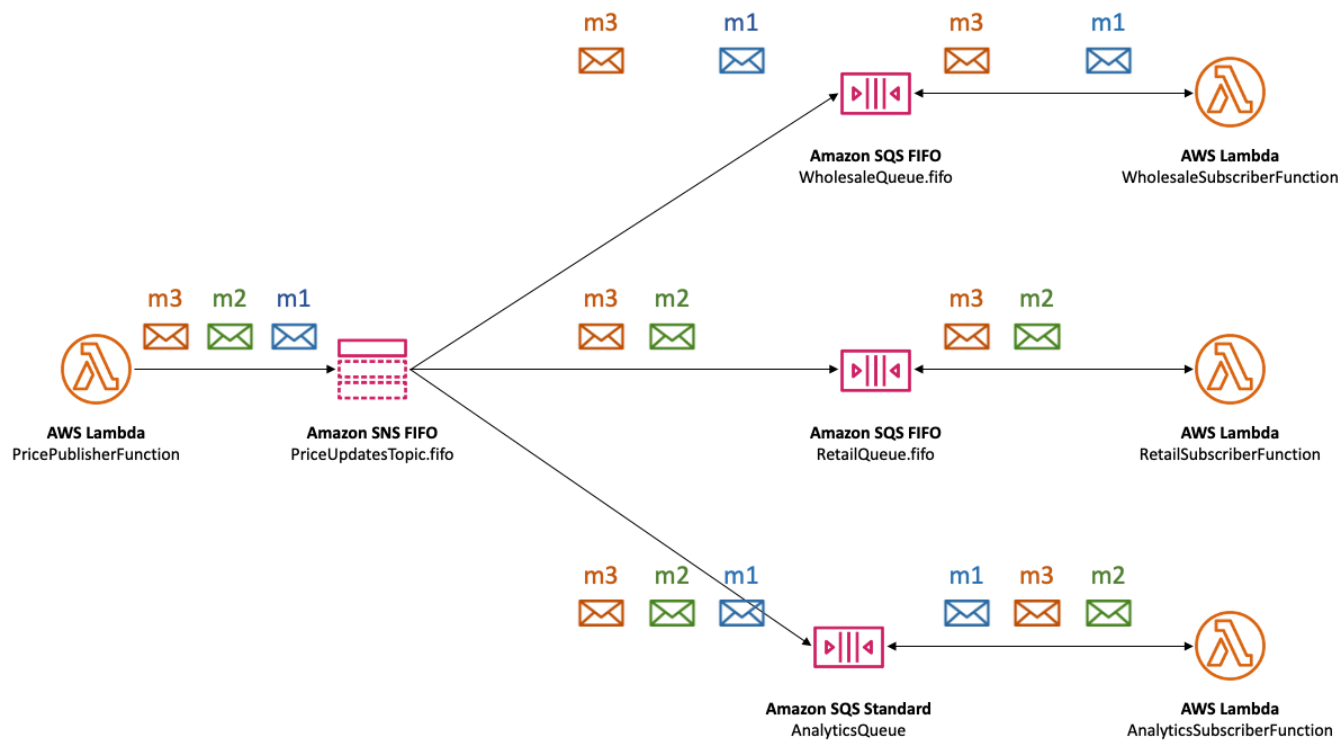 m3 m1 m3 m1
Amazon SQS FIFO
WholesaleQueue.fifo
AWS Lambda
WholesaleSubscriberFunction
m3 m2 m1
m3 m2 m3 m2
AWS Lambda
PricePublisherFunction
Amazon SNS FIFO
PriceUpdatesTopic.fifo
Amazon SQS FIFO
RetailQueue.fifo
AWS Lambda
RetailSubscriberFunction
m3 m2 m1 m1 m3 m2
Amazon SQS Standard
AnalyticsQueue
AWS Lambda
AnalyticsSubscriberFunction